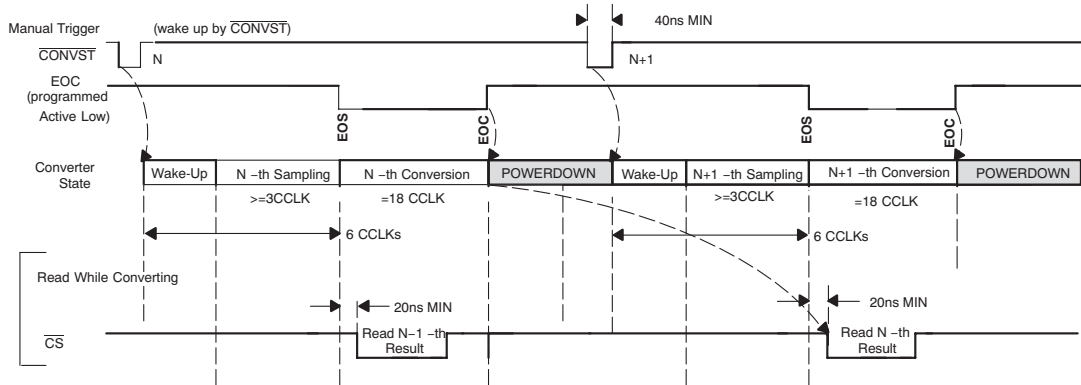 40ns MIN
Manual Trigger (wake up by CONVST)
CONVST N N+1
EOC
(programmed
Active Low)
EOS EOC EOS EOC
Converter
State
Wake-Up N −th Sampling N −th Conversion POWERDOWN Wake-Up N+1 −th Sampling N+1 −th Conversion POWERDOWN
>=3CCLK =18 CCLK >=3CCLK =18 CCLK
6 CCLKs 6 CCLKs
Read While Converting
20ns MIN 20ns MIN
CS
Read N−1 −th
Result
Read N −th
Result